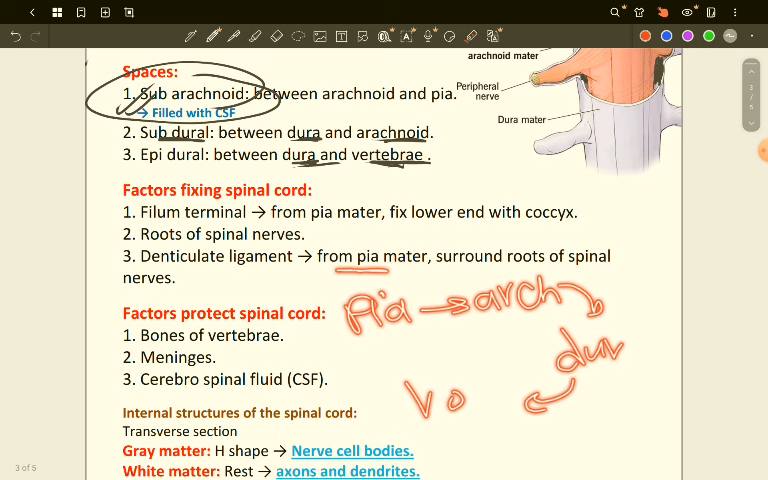 arachnoid mater
Spaces:
1. Sub arachnoid: between arachnoid and pia.
Peripheral
nerve
→ Filled with CSF
Dura mater
2. Sub dural: between dura and arachnoid.
3. Epi dural: between dura and vertebrae .
Factors fixing spinal cord:
1. Filum terminal → from pia mater, fix lower end with coccyx.
2. Roots of spinal nerves.
3. Denticulate ligament → from pia mater, surround roots of spinal
nerves.
Factors protect spinal cord:
1. Bones of vertebrae.
2. Meninges.
3. Cerebro spinal fluid (CSF).
Pia → arch
dur
Internal structures of the spinal cord:
Transverse section
Gray matter: H shape → Nerve cell bodies.
White matter: Rest → axons and dendrites.
3 of 5
3
5